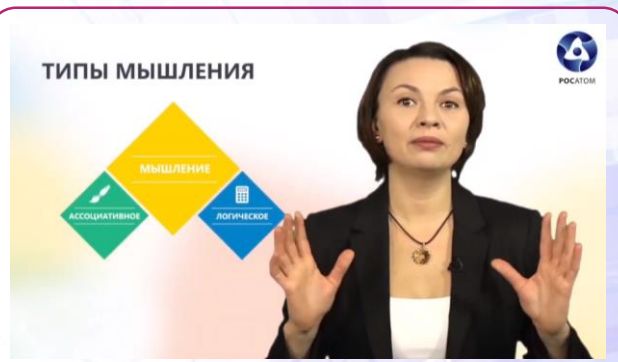 ТИПЫ МЫШЛЕНИЯ
РОСАТОМ
МЫШЛЕНИЕ
АССОЦИАТИВНОЕ
ЛОГИЧЕСКОЕ